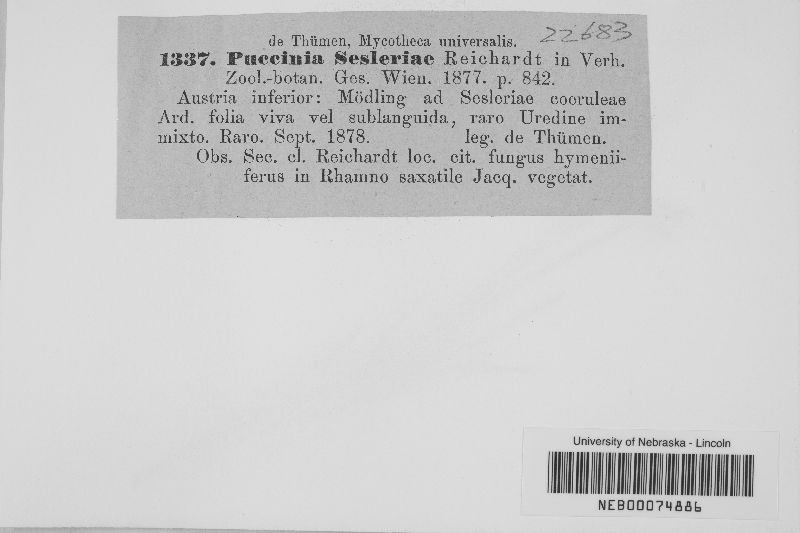 22683
de Thümen, Mycotheca universalis.
1337. Puccinia Sesleriae Reichardt in Verh.
Zool.-botan. Ges. Wien. 1877. p. 842.
Austria inferior: Mödling ad Sesleriae coeruleae
Ard. folia viva vel sublanguida, raro Uredine im-
mixto. Raro. Sept. 1878. leg. de Thümen.
Obs. Sec. cl. Reichardt loc. cit. fungus hymenii-
ferus in Rhamno saxatile Jacq. vegetat.
University of Nebraska - Lincoln
NEB00074886